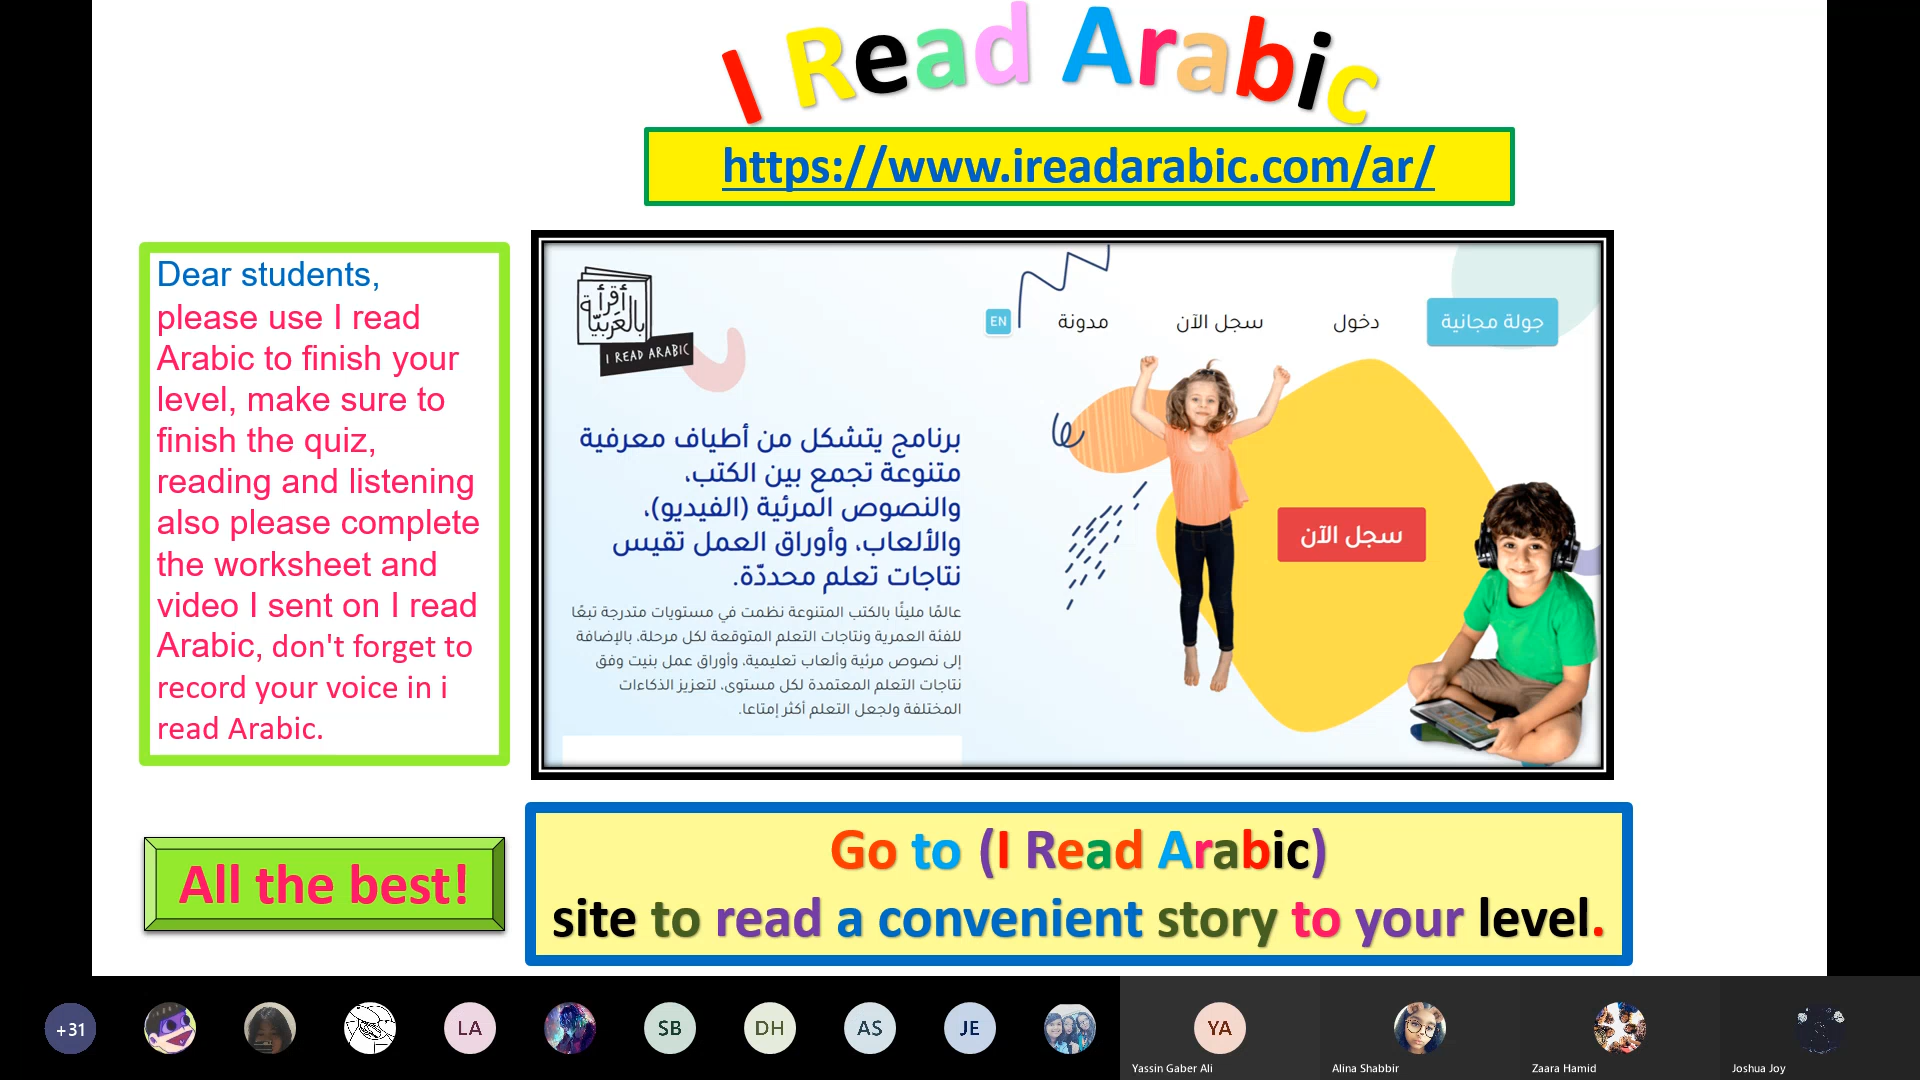 I Read Arabic
https://www.ireadarabic.com/ar/
Dear students,
please use I read
Arabic to finish your
level, make sure to
finish the quiz,
reading and listening
also please complete
the worksheet and
video I sent on I read
Arabic, don't forget to
record your voice in i
read Arabic.
أقرأ
بالعربيّة
I READ ARABIC
جولة مجانية
دخول
سجل الآن
مدونة
EN
برنامج يتشكل من أطياف معرفية
متنوعة تجمع بين الكتب،
والنصوص المرئية (الفيديو)،
والألعاب، وأوراق العمل تقيس
نتاجات تعلم محددّة.
عالمًا مليئًا بالكتب المتنوعة نظمت في مستويات متدرجة تبعًا
للفئة العمرية ونتاجات التعلم المتوقعة لكل مرحلة، بالإضافة
إلى نصوص مرئية وألعاب تعليمية، وأوراق عمل بنيت وفق
نتاجات التعلم المعتمدة لكل مستوى، لتعزيز الذكاءات
المختلفة ولجعل التعلم أكثر إمتاعا.
سجل الآن
All the best!
Go to (I Read Arabic)
site to read a convenient story to your level.
+31
LA
SB
DH
AS
JE
YA
Yassin Gaber Ali
Alina Shabbir
Zaara Hamid
Joshua Joy